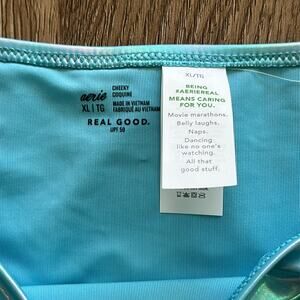 aerie
XL | TG
CHEEKY
COQUINE
MADE IN VIETNAM
FABRIQUÉ AU VIETNAM
REAL GOOD.
UPF 50
XL/TG
BEING
#AERIEREAL
MEANS CARING
FOR YOU.
Movie marathons.
Belly laughs.
Naps.
Dancing
like no one's
watching.
All that
good stuff.